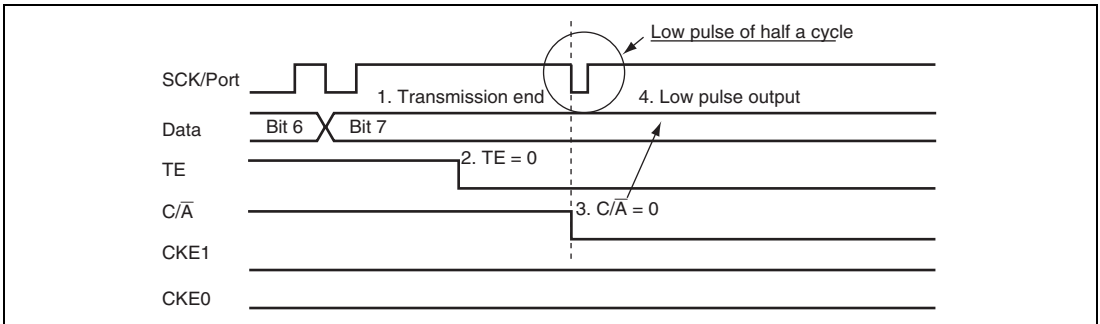 Low pulse of half a cycle
SCK/Port
1. Transmission end
4. Low pulse output
Data
Bit 6
Bit 7
TE
2. TE = 0
C/A̅
3. C/A̅ = 0
CKE1
CKE0